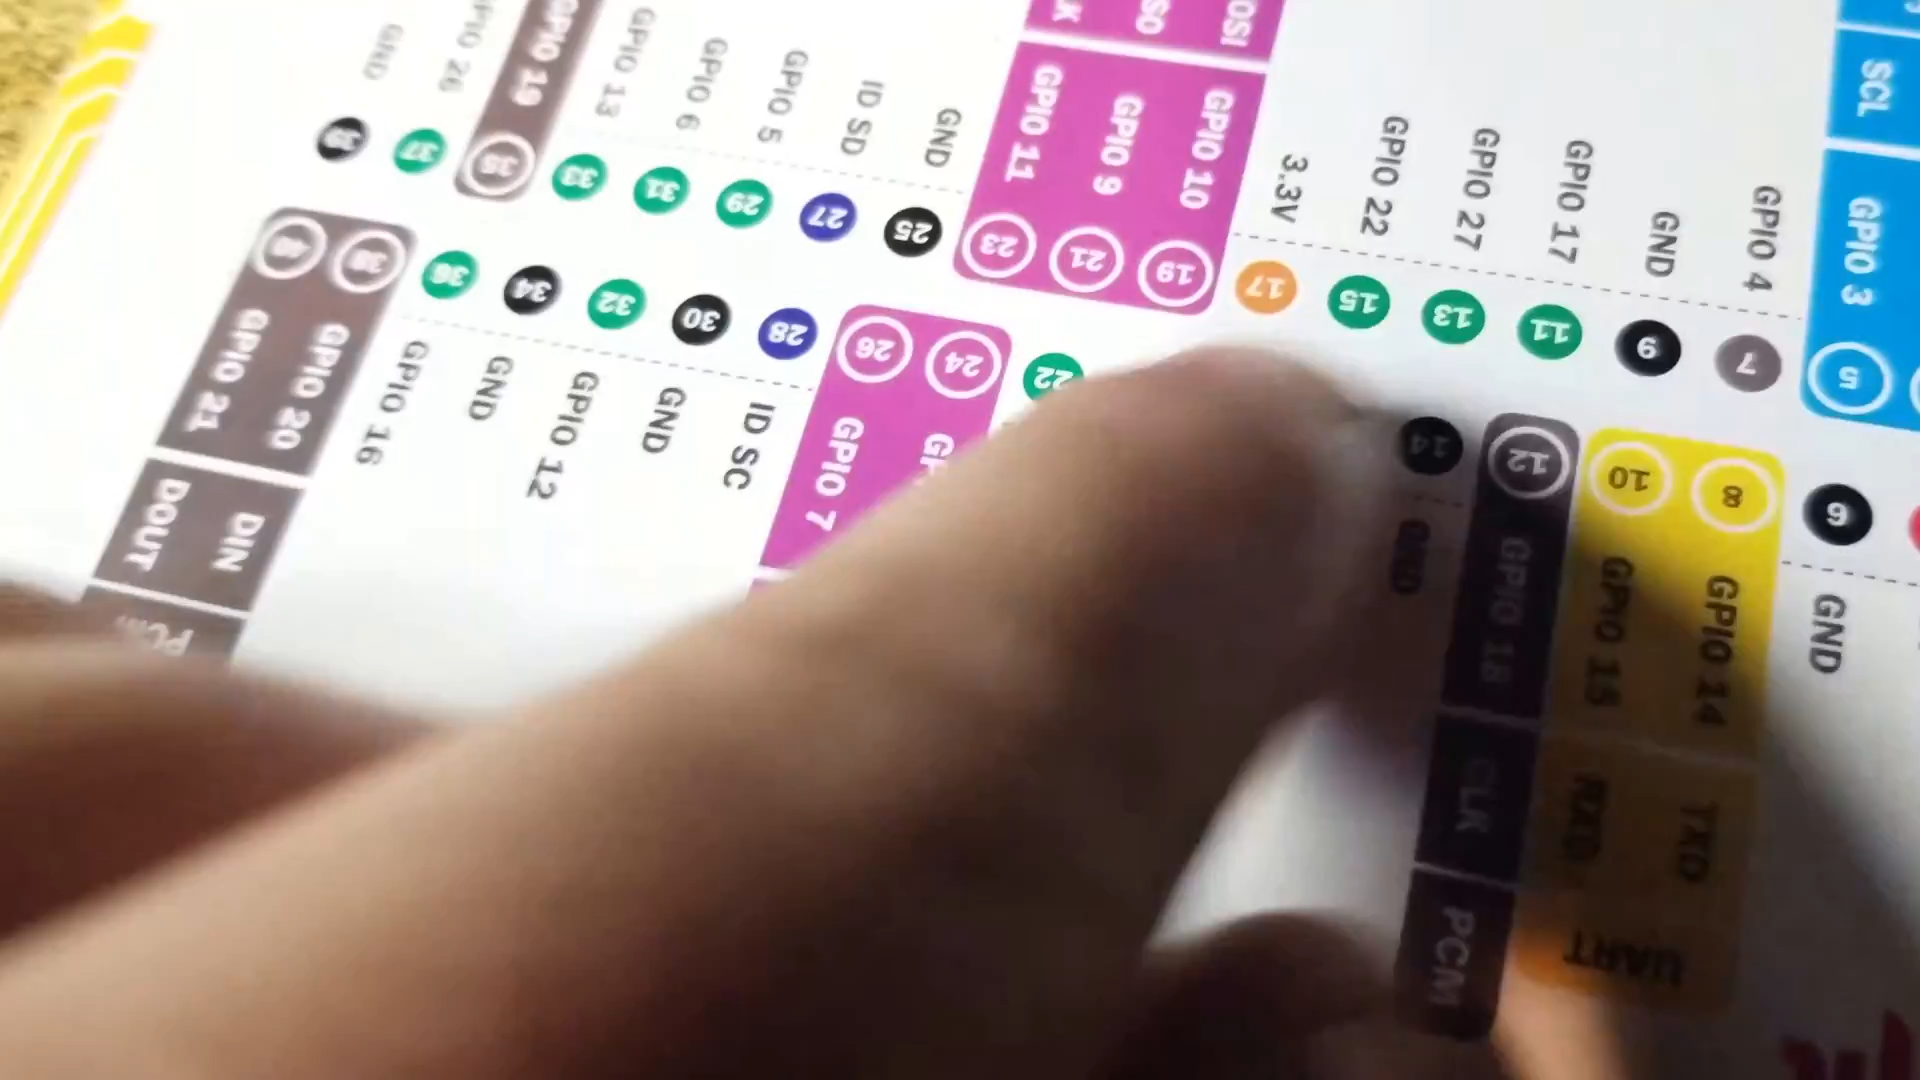 GND
GPIO 26
GPIO 19
GPIO 13
GPIO 6
GPIO 5
ID SD
GND
GPIO 11
GPIO 9
GPIO 10
3.3V
GPIO 22
GPIO 27
GPIO 17
GND
GPIO 4
GPIO 3
SCL
39
37
35
33
31
29
27
25
23
21
19
17
15
13
11
9
7
5
40
38
36
34
32
30
28
26
24
22
14
12
10
8
6
GPIO 21
GPIO 20
GPIO 16
GND
GPIO 12
GND
ID SC
GPIO 7
GND
GPIO 18
GPIO 15
GPIO 14
GND
DOUT
DIN
CLK
RXD
TXD
PCM
UART